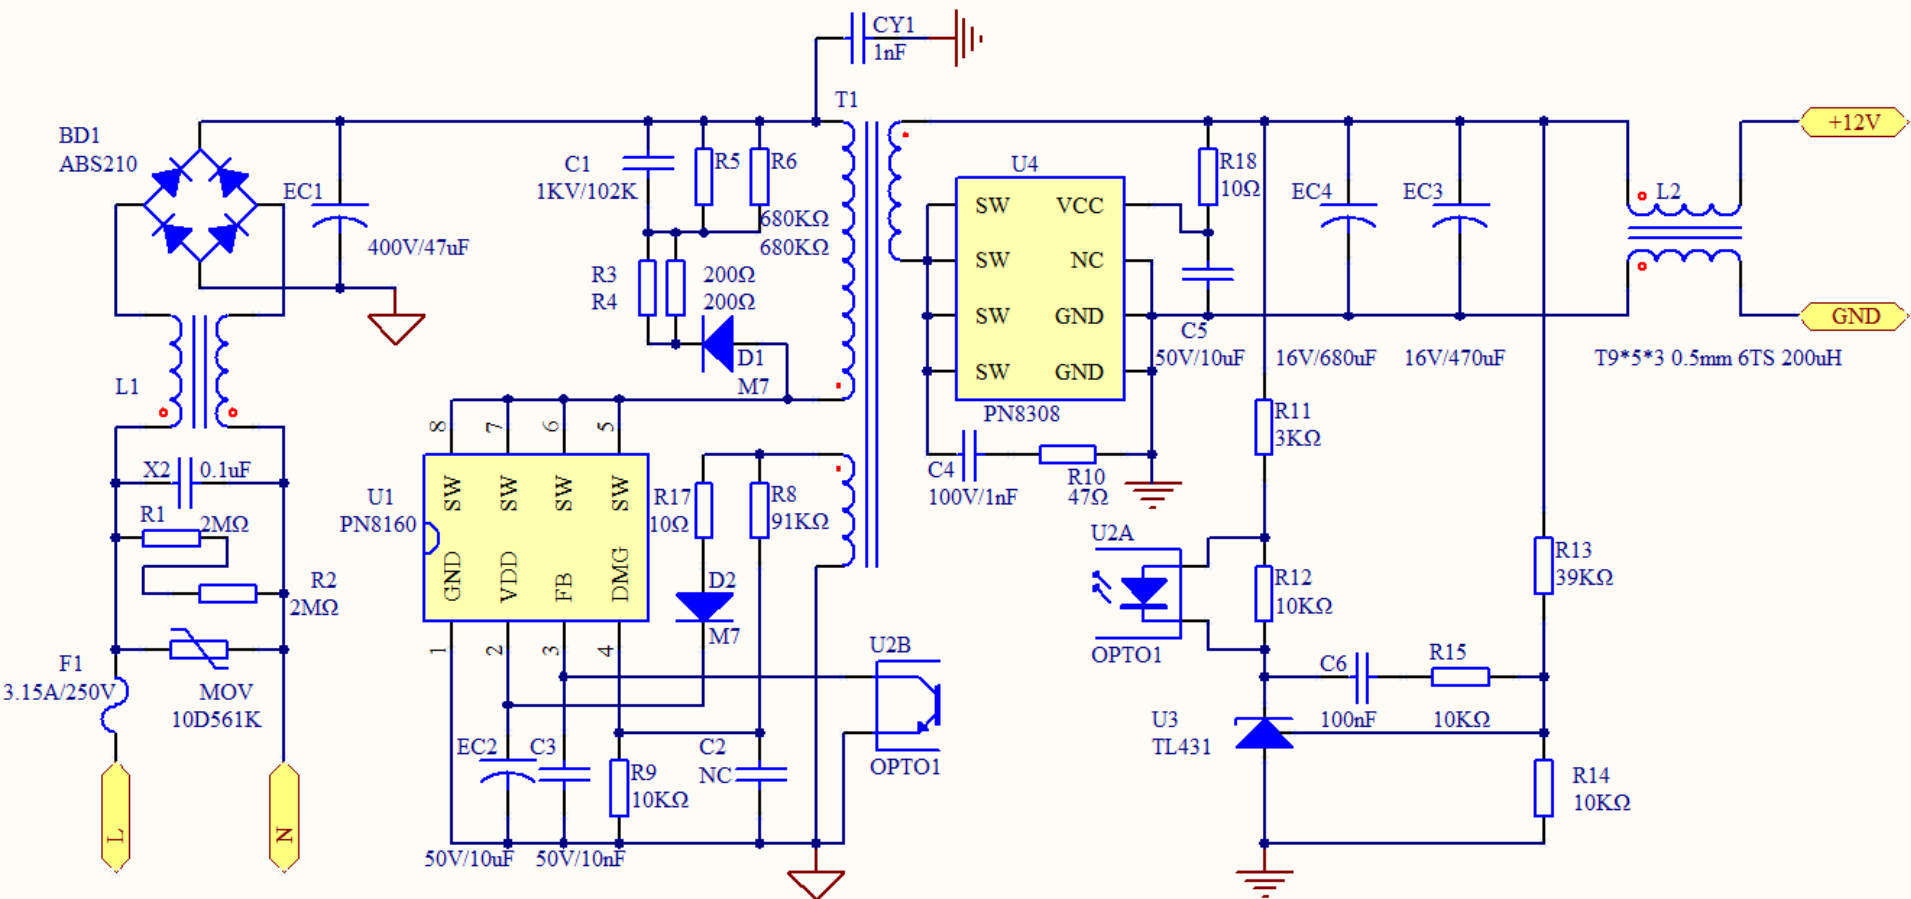 CY1
1nF
T1
BD1
ABS210
EC1
400V/47uF
C1
1KV/102K
R5
R6
680KΩ
680KΩ
R3
R4
200Ω
200Ω
D1
M7
U4
SW
VCC
SW
NC
SW
GND
SW
GND
PN8308
R18
10Ω
C5
50V/10uF
EC4
16V/680uF
EC3
16V/470uF
L2
T9*5*3 0.5mm 6TS 200uH
+12V
GND
L1
X2
0.1uF
R1
2MΩ
R2
2MΩ
F1
3.15A/250V
MOV
10D561K
L
N
U1
PN8160
8
7
6
5
SW
SW
SW
SW
GND
VDD
FB
DMG
1
2
3
4
R17
10Ω
R8
91KΩ
D2
M7
C4
100V/1nF
R10
47Ω
R11
3KΩ
U2A
OPTO1
R12
10KΩ
R13
39KΩ
C6
100nF
R15
10KΩ
U3
TL431
R14
10KΩ
U2B
OPTO1
EC2
50V/10uF
C3
50V/10nF
R9
10KΩ
C2
NC